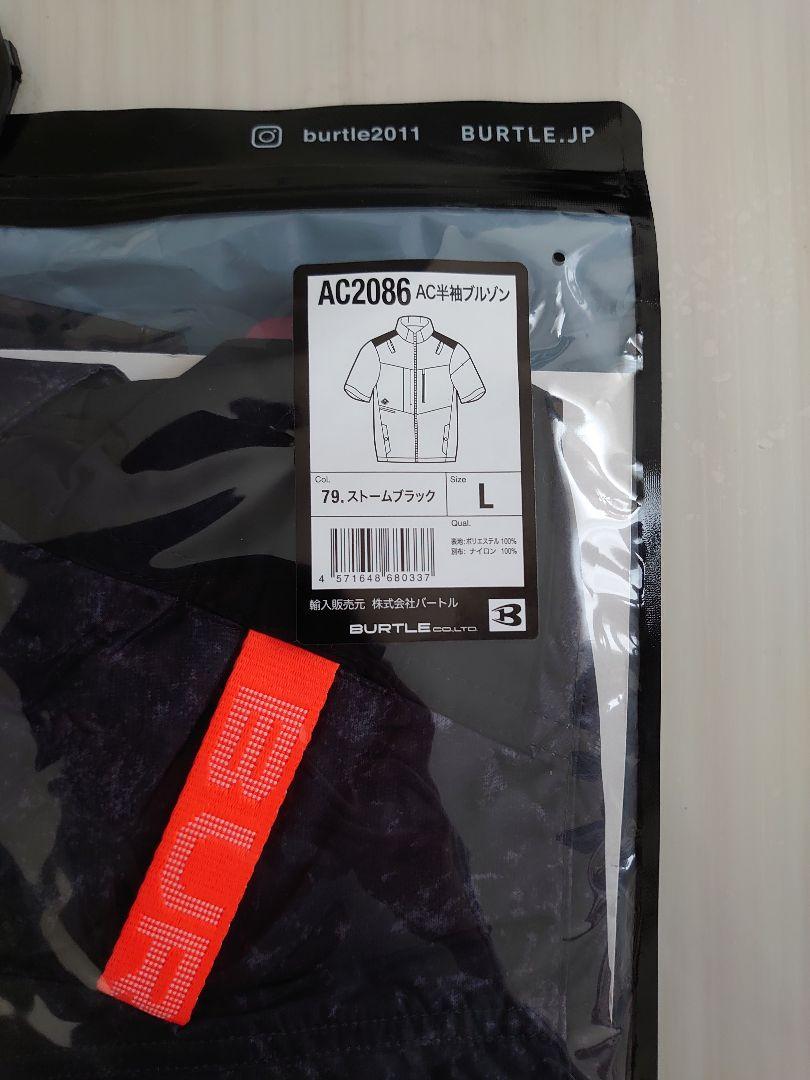 burtle2011 BURTLE.JP
AC2086 AC半袖ブルゾン
Col. Size
79.ストームブラック L
Qual.
表地:ポリエステル100%
別布: ナイロン 100%
4 571648 680337
輸入販売元 株式会社バートル
BURTLE CO.LTD.
B
BUR